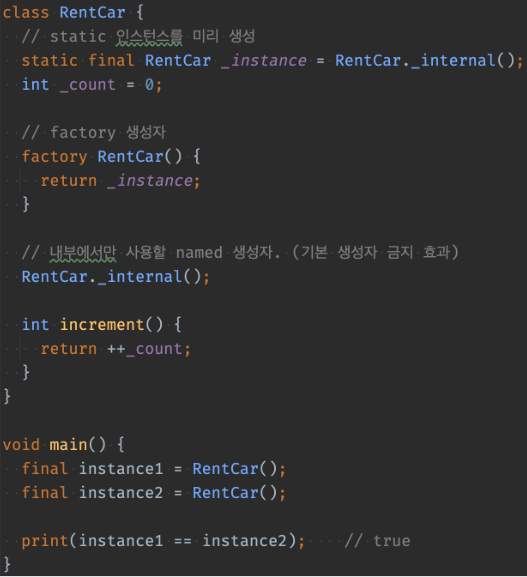 class RentCar {
  // static 인스턴스를 미리 생성
  static final RentCar _instance = RentCar._internal();
  int _count = 0;

  // factory 생성자
  factory RentCar() {
    return _instance;
  }

  // 내부에서만 사용할 named 생성자. (기본 생성자 금지 효과)
  RentCar._internal();

  int increment() {
    return ++_count;
  }
}

void main() {
  final instance1 = RentCar();
  final instance2 = RentCar();

  print(instance1 == instance2);    // true
}